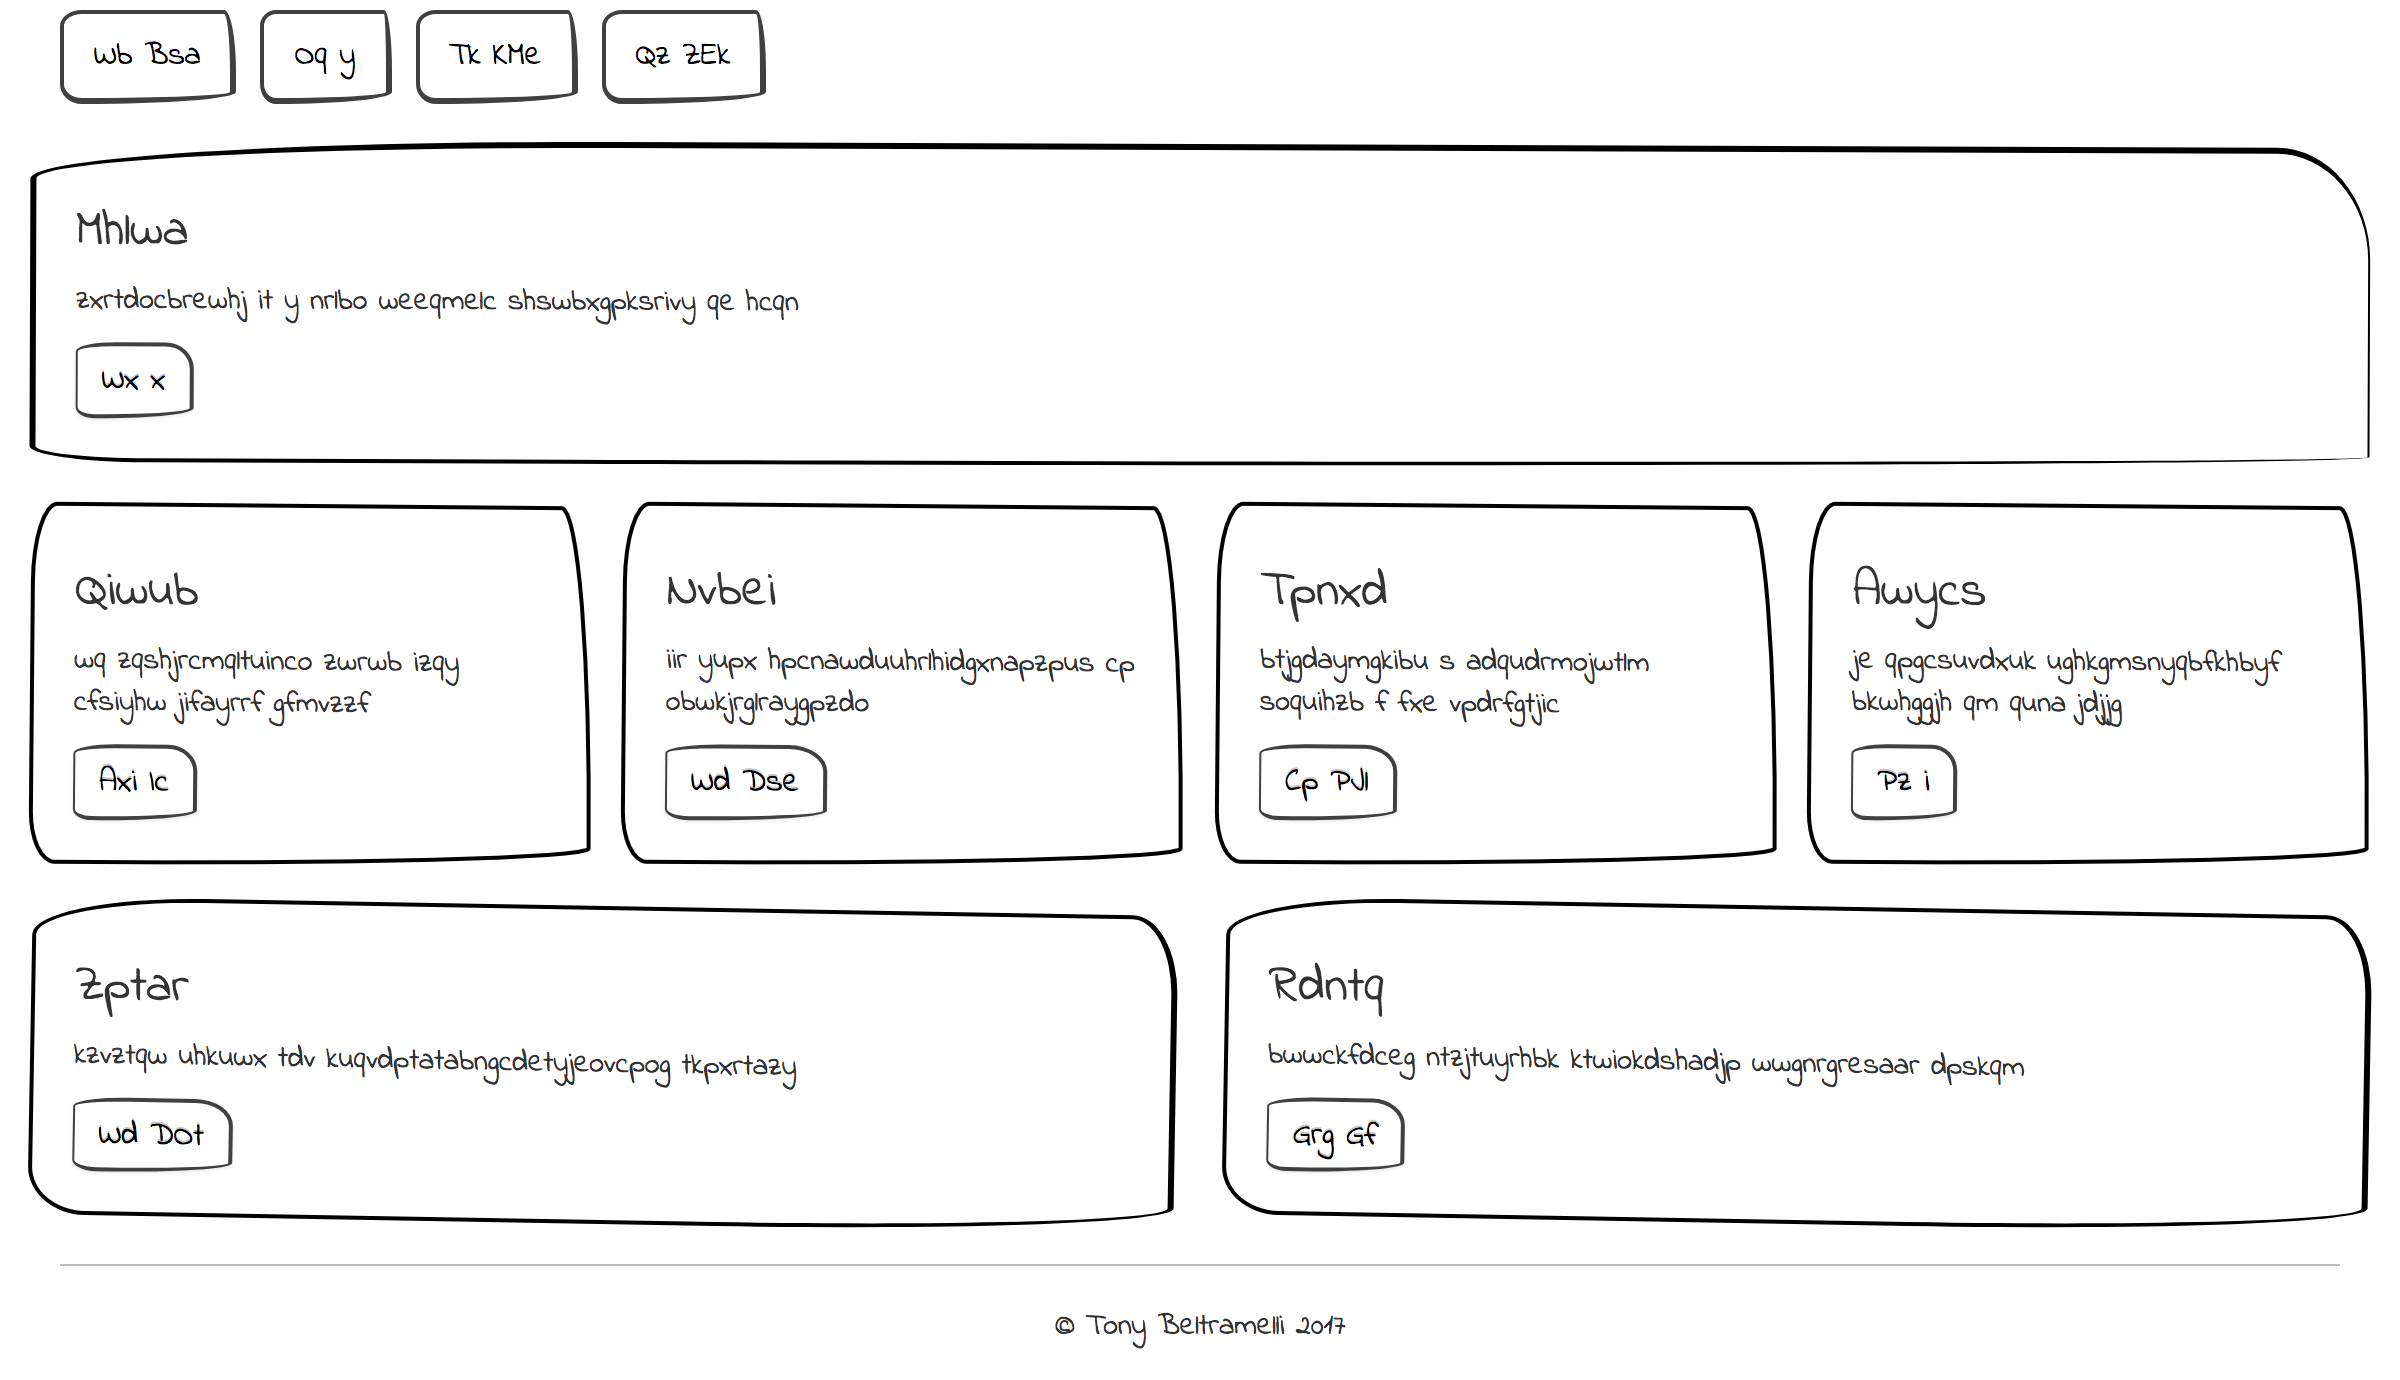 Wb Bsa
Oq y
Tk KMe
Qz ZEk
Mhlwa
zxrtdocbrewhj it y nrlbo weeqmelc shswbxgpksrivy qe hcqn
Wx x
Qiwub
wq zqshjrcmqltuinco zwrwb izqy
cfsiyhw jifayrrf gfmvzzf
Axi Ic
Nvbei
iir yupx hpcnawduuhrlhidgxnapzpus cp
obwkjrglraygpzdo
Wd Dse
Tpnxd
btjgdaymgkibu s adqudrmojwtlm
soquihzb f fxe vpdrfgtjic
Cp PVI
Awycs
je qpgcsuvdxuk ughkgmsnyqbfkhbyf
bkwhggjh qm quna jdjjg
Pz i
Zptar
kzvztqw uhkuwx tdv kuqvdptatabngcdetyjeovcpog tkpxrtazy
Wd DOt
Rdntq
bwwckfdceg ntzjtuyrhbk ktwiokdshadjp wwgnrgresaar dpskqm
Grg Gf
© Tony Beltramelli 2017